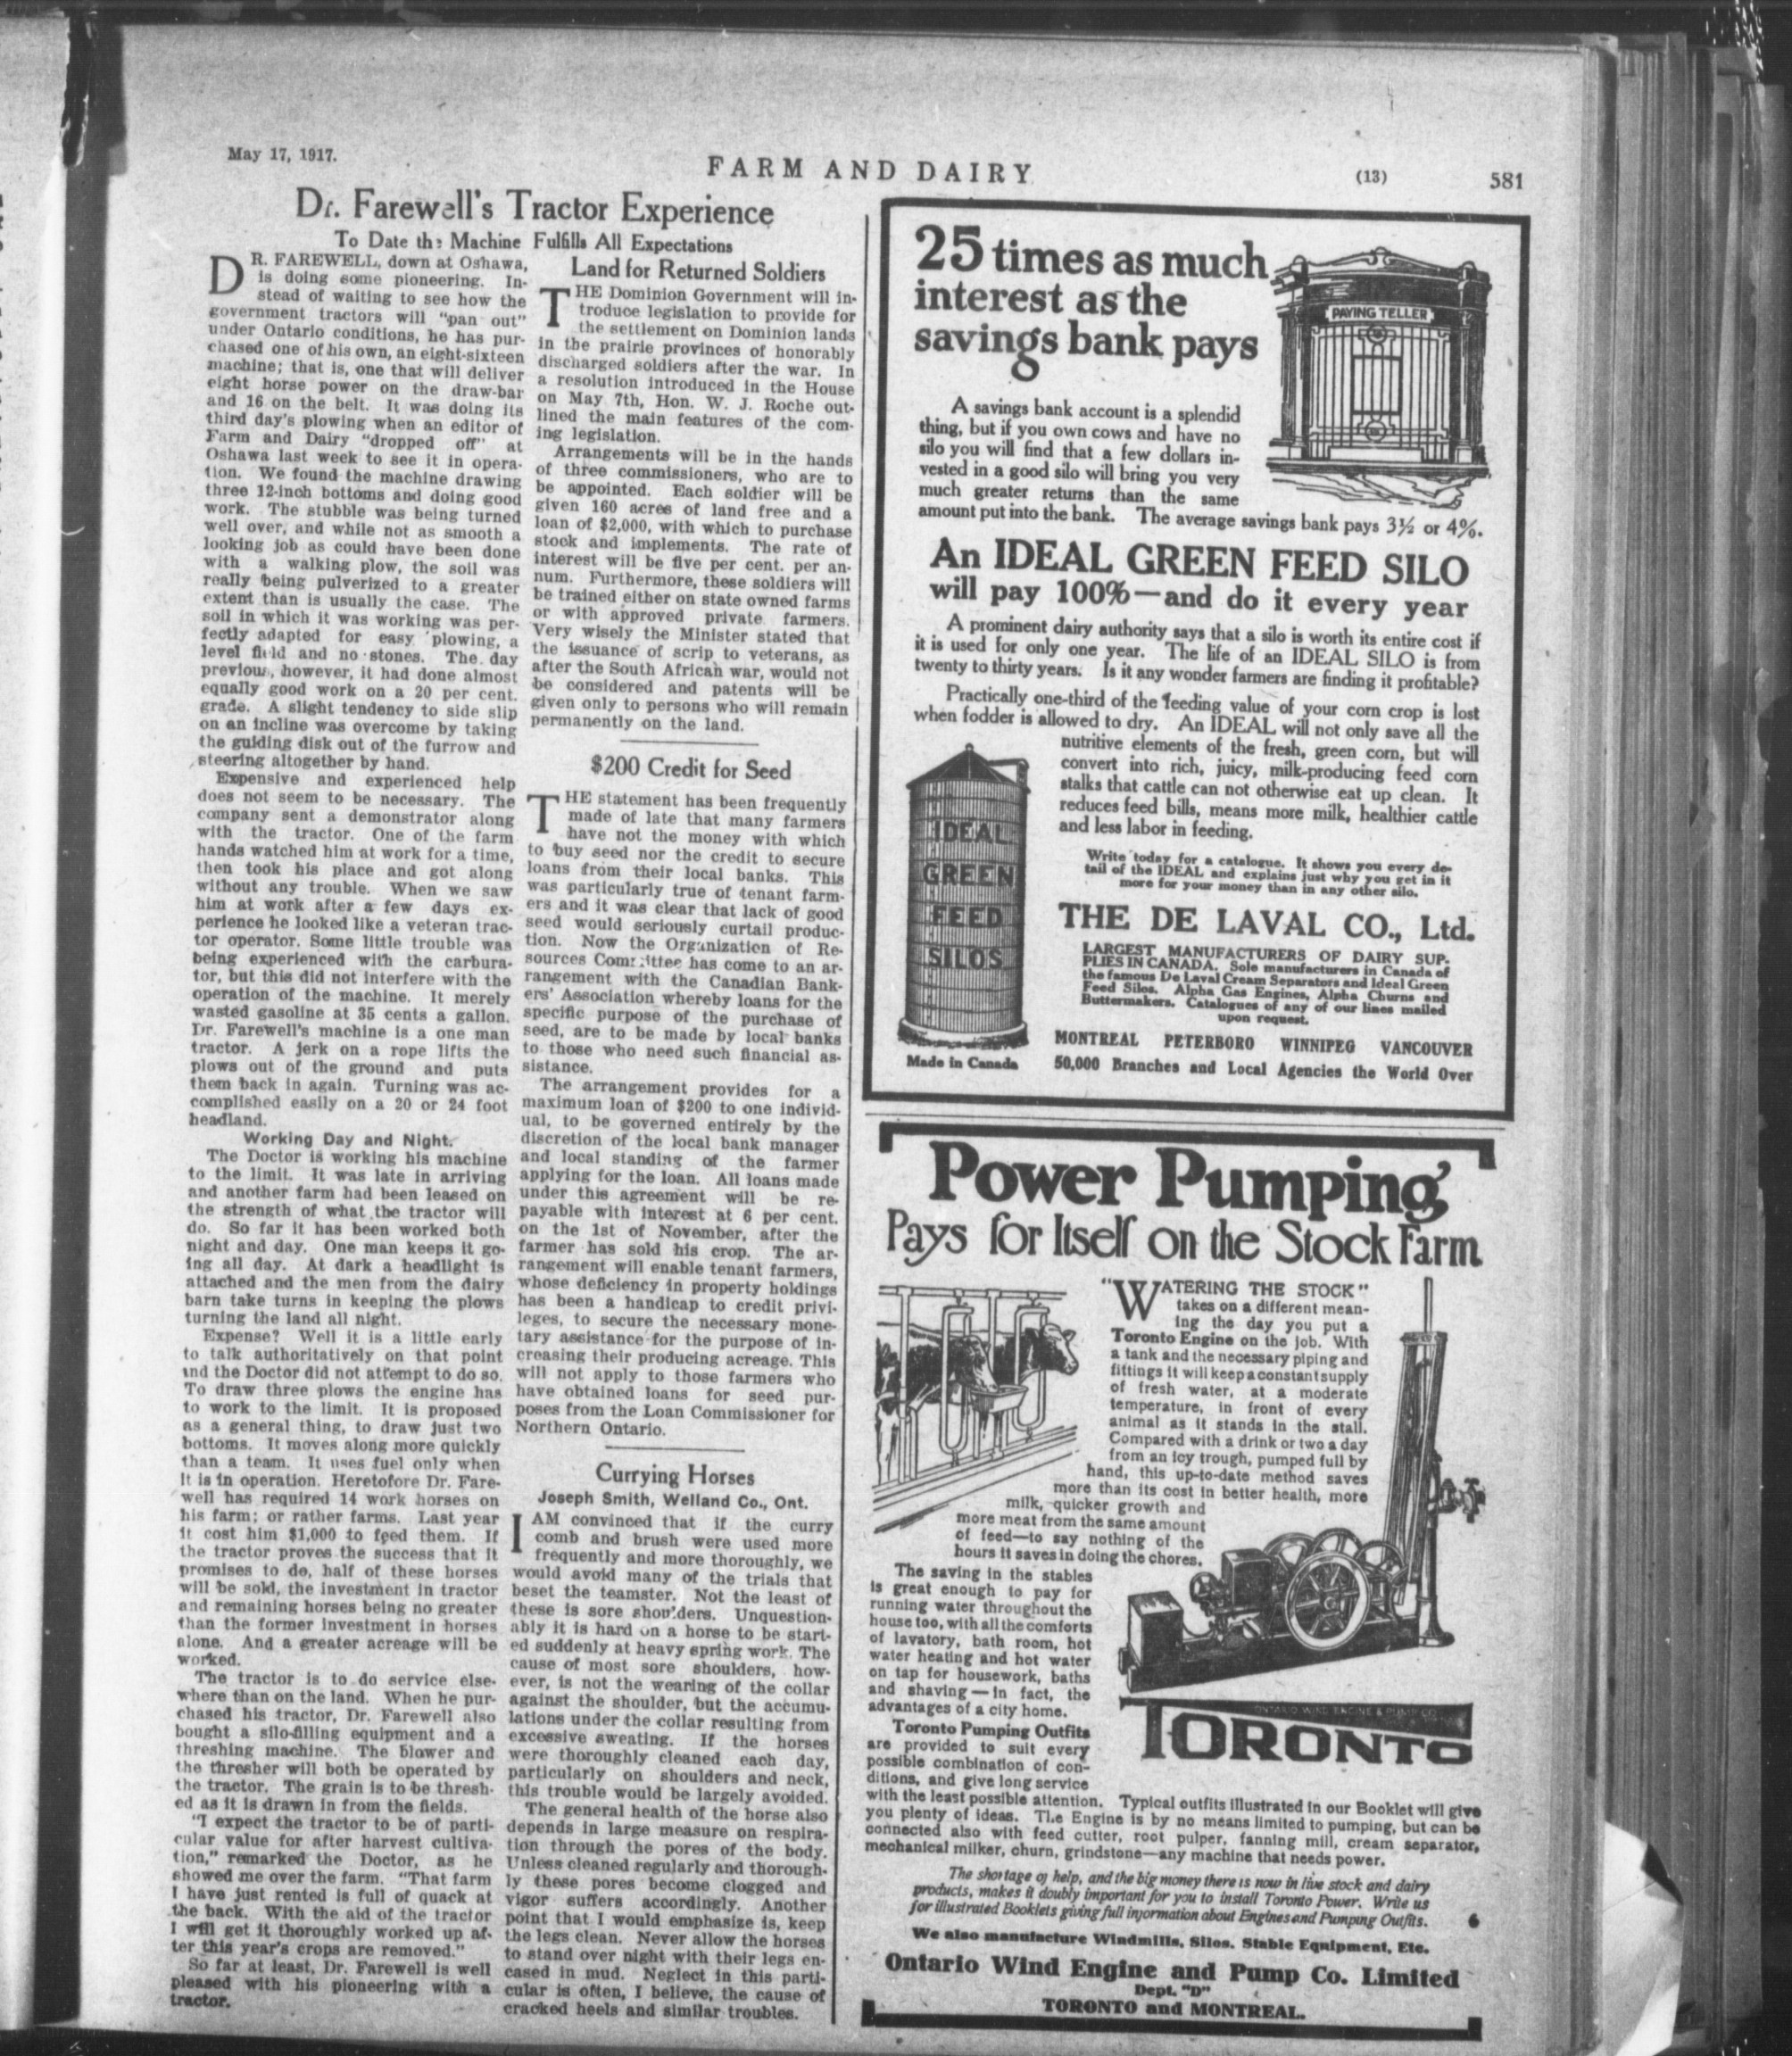 May 17, 1917.
FARM AND DAIRY
(13)
581
Dr. Farewell's Tractor Experience
To Date the Machine Fulfills All Expectations
DR. FAREWELL, down at Oshawa,
is doing some pioneering. In-
stead of waiting to see how the
government tractors will "pan out"
under Ontario conditions, he has pur-
chased one of his own, an eight-sixteen
machine; that is, one that will deliver
eight horse power on the draw-bar
and 16 on the belt. It was doing its
third day's plowing when an editor of
Farm and Dairy "dropped off" at
Oshawa last week to see it in opera-
tion. We found the machine drawing
three 12-inch bottoms and doing good
work. The stubble was being turned
well over, and while not as smooth a
looking job as could have been done
with a walking plow, the soil was
really being pulverized to a greater
extent than is usually the case. The
soil in which it was working was per-
fectly adapted for easy plowing, a
level field and no stones. The day
previous, however, it had done almost
equally good work on a 20 per cent.
grade. A slight tendency to side slip
on an incline was overcome by taking
the guiding disk out of the furrow and
steering altogether by hand.
Expensive and experienced help
does not seem to be necessary. The
company sent a demonstrator along
with the tractor. One of the farm
hands watched him at work for a time,
then took his place and got along
without any trouble. When we saw
him at work after a few days ex-
perience he looked like a veteran trac-
tor operator. Some little trouble was
being experienced with the carbura-
tor, but this did not interfere with the
operation of the machine. It merely
wasted gasoline at 35 cents a gallon.
Dr. Farewell's machine is a one man
tractor. A jerk on a rope lifts the
plows out of the ground and puts
them back in again. Turning was ac-
complished easily on a 20 or 24 foot
headland.
Working Day and Night.
The Doctor is working his machine
to the limit. It was late in arriving
and another farm had been leased on
the strength of what the tractor will
do. So far it has been worked both
night and day. One man keeps it go-
ing all day. At dark a headlight is
attached and the men from the dairy
barn take turns in keeping the plows
turning the land all night.
Expense? Well it is a little early
to talk authoritatively on that point
and the Doctor did not attempt to do so.
To draw three plows the engine has
to work to the limit. It is proposed
as a general thing, to draw just two
bottoms. It moves along more quickly
than a team. It uses fuel only when
it is in operation. Heretofore Dr. Fare-
well has required 14 work horses on
his farm; or rather farms. Last year
it cost him $1,000 to feed them. If
the tractor proves the success that it
promises to do, half of these horses
will be sold, the investment in tractor
and remaining horses being no greater
than the former investment in horses
alone. And a greater acreage will be
worked.
The tractor is to do service else-
where than on the land. When he pur-
chased his tractor, Dr. Farewell also
bought a silo-filling equipment and a
threshing machine. The blower and
the thresher will both be operated by
the tractor. The grain is to be thresh-
ed as it is drawn in from the fields.
"I expect the tractor to be of parti-
cular value for after harvest cultiva-
tion," remarked the Doctor, as he
showed me over the farm. "That farm
I have just rented is full of quack at
the back. With the aid of the tractor
I will get it thoroughly worked up af-
ter this year's crops are removed."
So far at least, Dr. Farewell is well
pleased with his pioneering with a
tractor.
Land for Returned Soldiers
THE Dominion Government will in-
troduce legislation to provide for
the settlement on Dominion lands
in the prairie provinces of honorably
discharged soldiers after the war. In
a resolution introduced in the House
on May 7th, Hon. W. J. Roche out-
lined the main features of the com-
ing legislation.
Arrangements will be in the hands
of three commissioners, who are to
be appointed. Each soldier will be
given 160 acres of land free and a
loan of $2,000, with which to purchase
stock and implements. The rate of
interest will be five per cent. per an-
num. Furthermore, these soldiers will
be trained either on state owned farms
or with approved private farmers.
Very wisely the Minister stated that
the issuance of scrip to veterans, as
after the South African war, would not
be considered and patents will be
given only to persons who will remain
permanently on the land.
$200 Credit for Seed
THE statement has been frequently
made of late that many farmers
have not the money with which
to buy seed nor the credit to secure
loans from their local banks. This
was particularly true of tenant farm-
ers and it was clear that lack of good
seed would seriously curtail produc-
tion. Now the Organization of Re-
sources Committee has come to an ar-
rangement with the Canadian Bank-
ers' Association whereby loans for the
specific purpose of the purchase of
seed, are to be made by local banks
to those who need such financial as-
sistance.
The arrangement provides for a
maximum loan of $200 to one individ-
ual, to be governed entirely by the
discretion of the local bank manager
and local standing of the farmer
applying for the loan. All loans made
under this agreement will be re-
payable with interest at 6 per cent.
on the 1st of November, after the
farmer has sold his crop. The ar-
rangement will enable tenant farmers,
whose deficiency in property holdings
has been a handicap to credit privi-
leges, to secure the necessary mone-
tary assistance for the purpose of in-
creasing their producing acreage. This
will not apply to those farmers who
have obtained loans for seed pur-
poses from the Loan Commissioner for
Northern Ontario.
Currying Horses
Joseph Smith, Welland Co., Ont.
I AM convinced that if the curry
comb and brush were used more
frequently and more thoroughly, we
would avoid many of the trials that
beset the teamster. Not the least of
these is sore shoulders. Unquestion-
ably it is hard on a horse to be start-
ed suddenly at heavy spring work. The
cause of most sore shoulders, how-
ever, is not the wearing of the collar
against the shoulder, but the accumu-
lations under the collar resulting from
excessive sweating. If the horses
were thoroughly cleaned each day,
particularly on shoulders and neck,
this trouble would be largely avoided.
The general health of the horse also
depends in large measure on respira-
tion through the pores of the body.
Unless cleaned regularly and thorough-
ly these pores become clogged and
vigor suffers accordingly. Another
point that I would emphasize is, keep
the legs clean. Never allow the horses
to stand over night with their legs en-
cased in mud. Neglect in this parti-
cular is often, I believe, the cause of
cracked heels and similar troubles.
25 times as much
interest as the
savings bank pays
PAYING TELLER
A savings bank account is a splendid
thing, but if you own cows and have no
silo you will find that a few dollars in-
vested in a good silo will bring you very
much greater returns than the same
amount put into the bank. The average savings bank pays 3½ or 4%.
An IDEAL GREEN FEED SILO
will pay 100%—and do it every year
A prominent dairy authority says that a silo is worth its entire cost if
it is used for only one year. The life of an IDEAL SILO is from
twenty to thirty years. Is it any wonder farmers are finding it profitable?
Practically one-third of the feeding value of your corn crop is lost
when fodder is allowed to dry. An IDEAL will not only save all the
nutritive elements of the fresh, green corn, but will
convert into rich, juicy, milk-producing feed corn
stalks that cattle can not otherwise eat up clean. It
reduces feed bills, means more milk, healthier cattle
and less labor in feeding.
IDEAL
GREEN
FEED
SILOS
Made in Canada
Write today for a catalogue. It shows you every de-
tail of the IDEAL and explains just why you get in it
more for your money than in any other silo.
THE DE LAVAL CO., Ltd.
LARGEST MANUFACTURERS OF DAIRY SUP-
PLIES IN CANADA. Sole manufacturers in Canada of
the famous De Laval Cream Separators and Ideal Green
Feed Silos. Alpha Gas Engines, Alpha Churns and
Buttermakers. Catalogues of any of our lines mailed
upon request.
MONTREAL PETERBORO WINNIPEG VANCOUVER
50,000 Branches and Local Agencies the World Over
Power Pumping
Pays for Itself on the Stock Farm
"WATERING THE STOCK"
takes on a different mean-
ing the day you put a
Toronto Engine on the job. With
a tank and the necessary piping and
fittings it will keep a constant supply
of fresh water, at a moderate
temperature, in front of every
animal as it stands in the stall.
Compared with a drink or two a day
from an icy trough, pumped full by
hand, this up-to-date method saves
more than its cost in better health, more
milk, quicker growth and
more meat from the same amount
of feed—to say nothing of the
hours it saves in doing the chores.
The saving in the stables
is great enough to pay for
running water throughout the
house too, with all the comforts
of lavatory, bath room, hot
water heating and hot water
on tap for housework, baths
and shaving—in fact, the
advantages of a city home.
ONTARIO WIND ENGINE & PUMP CO
TORONTO
Toronto Pumping Outfits
are provided to suit every
possible combination of con-
ditions, and give long service
with the least possible attention. Typical outfits illustrated in our Booklet will give
you plenty of ideas. The Engine is by no means limited to pumping, but can be
connected also with feed cutter, root pulper, fanning mill, cream separator,
mechanical milker, churn, grindstone—any machine that needs power.
The shortage of help, and the big money there is now in live stock and dairy
products, makes it doubly important for you to install Toronto Power. Write us
for illustrated Booklets giving full information about Engines and Pumping Outfits. 6
We also manufacture Windmills, Silos, Stable Equipment, Etc.
Ontario Wind Engine and Pump Co. Limited
Dept. "D"
TORONTO and MONTREAL.